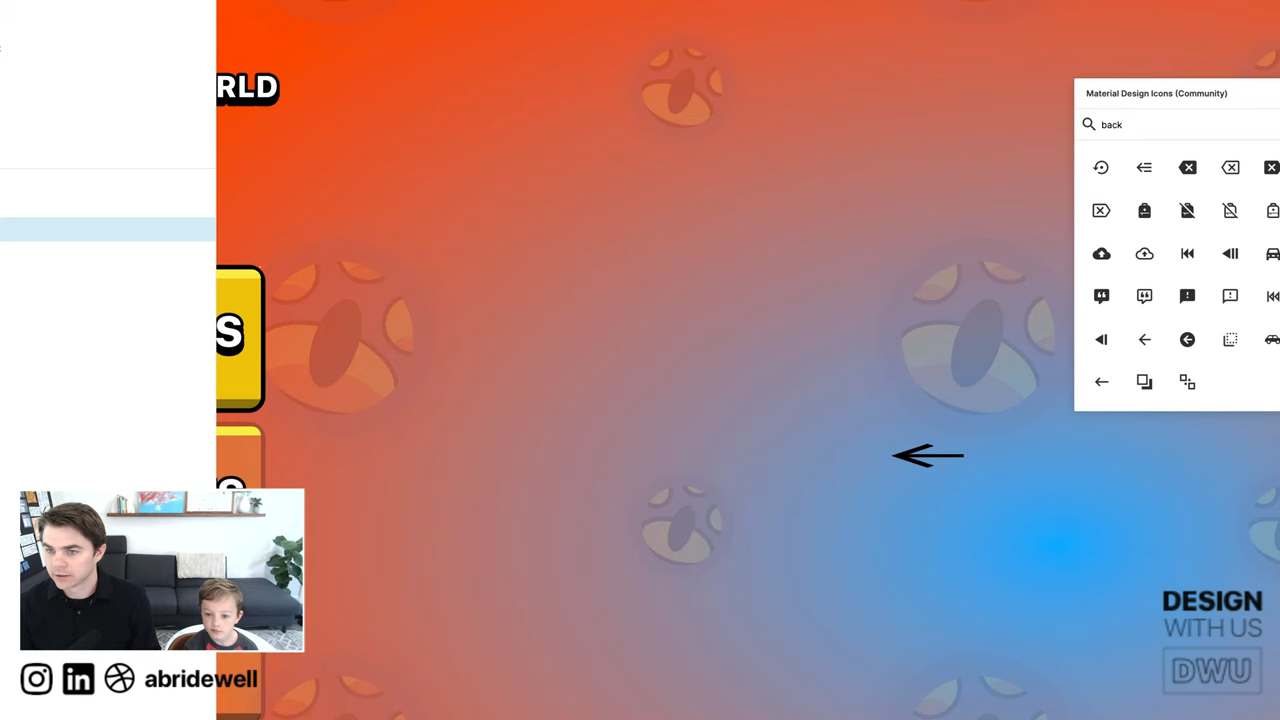 RLD
Material Design Icons (Community)
back
S
S
DESIGN
WITH US
DWU
abridewell